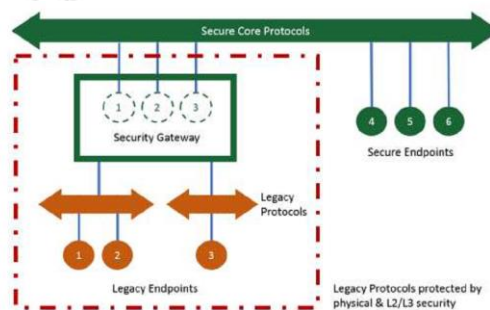 Secure Core Protocols
1 2 3
Security Gateway
4 5 6
Secure Endpoints
Legacy
Protocols
1 2 3
Legacy Endpoints
Legacy Protocols protected by
physical & L2/L3 security